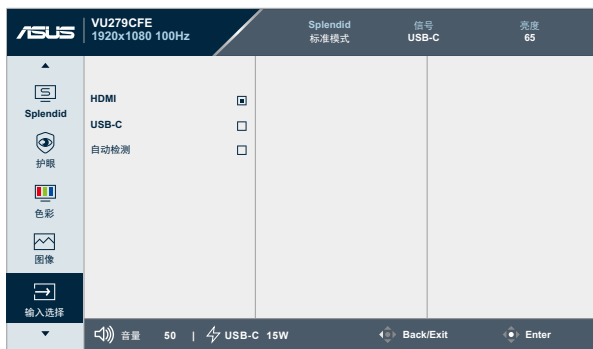 ASUS
VU279CFE
1920x1080 100Hz
Splendid
标准模式
信号
USB-C
亮度
65
Splendid
护眼
色彩
图像
输入选择
HDMI
USB-C
自动检测
音量 50 | USB-C 15W
Back/Exit
Enter